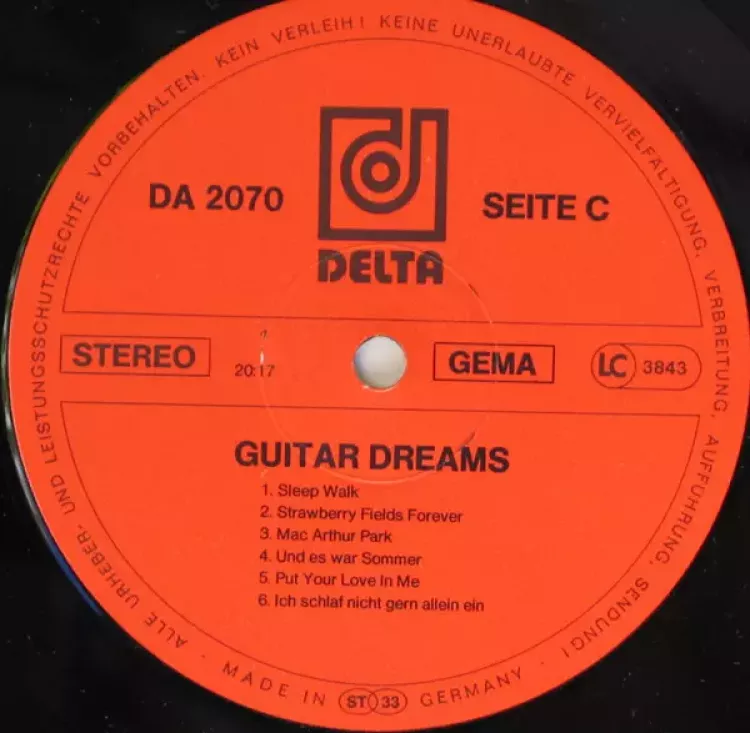 ALLE URHEBER- UND LEISTUNGSSCHUTZRECHTE VORBEHALTEN. KEIN VERLEIH! KEINE UNERLAUBTE VERVIELFÄLTIGUNG, VERBREITUNG, AUFFÜHRUNG, SENDUNG!
DA 2070
SEITE C
DELTA
STEREO
20:17
GEMA
LC 3843
GUITAR DREAMS
1. Sleep Walk
2. Strawberry Fields Forever
3. Mac Arthur Park
4. Und es war Sommer
5. Put Your Love In Me
6. Ich schlaf nicht gern allein ein
· MADE IN ST 33 GERMANY ·